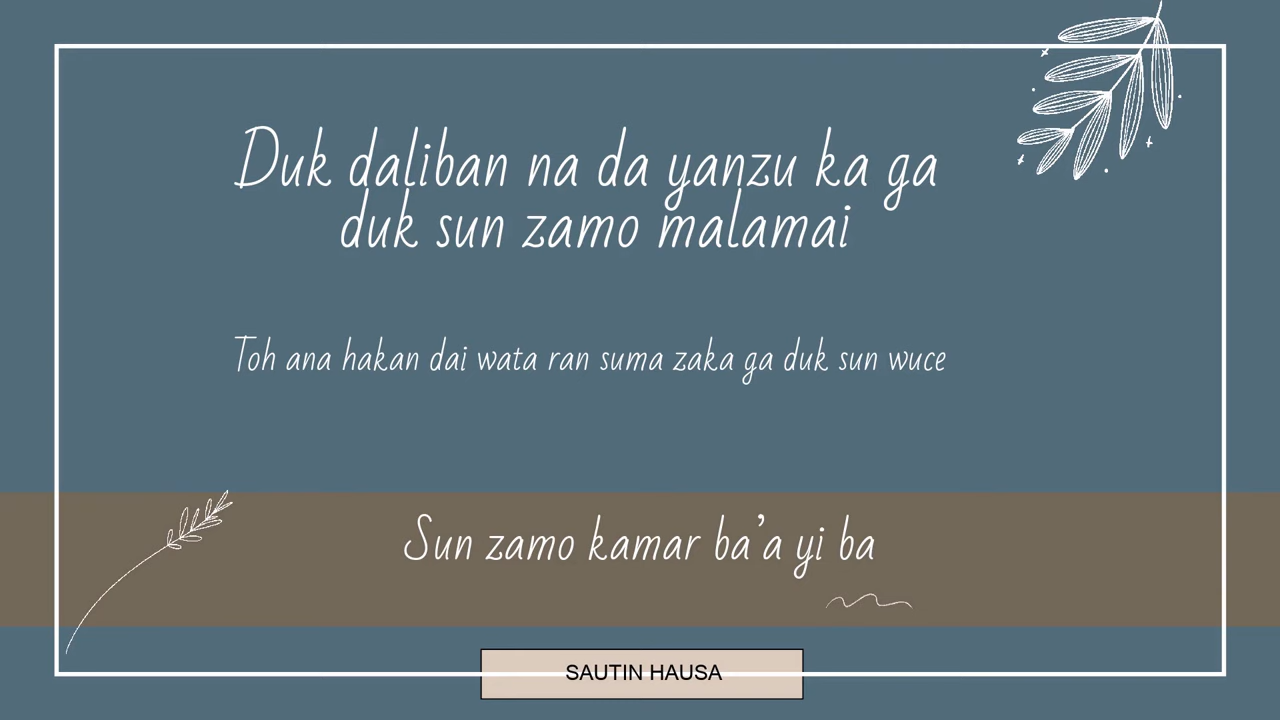 Duk daliban na da yanzu ka ga
duk sun zamo malamai
Toh ana hakan dai wata ran suma zaka ga duk sun wuce
Sun zamo kamar ba’a yi ba
SAUTIN HAUSA